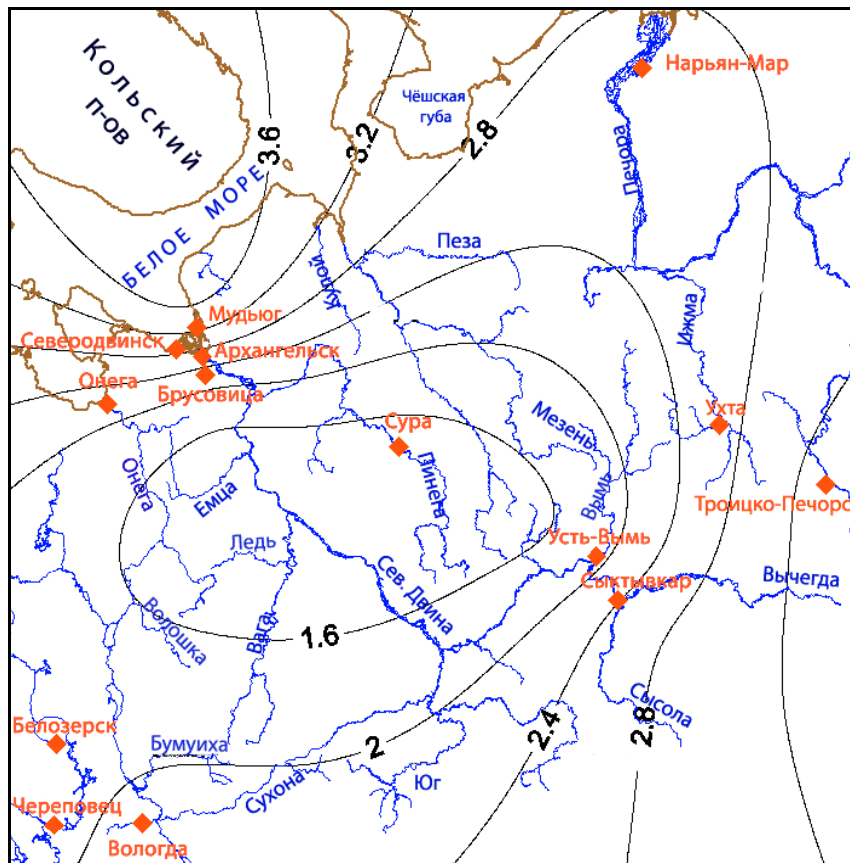 КОЛЬСКИЙ
П-ОВ
Чёшская
губа
Нарьян-Мар
3.6
3.2
2.8
Печора
БЕЛОЕ МОРЕ
Пеза
Кулой
Ижма
Мудьюг
Северодвинск
Архангельск
Брусовица
Онега
Сура
Мезень
Ухта
Онега
Емца
Пинега
Вымь
Троицко-Печорс
Ледь
Усть-Вымь
Сев. Двина
Сыктывкар
Вычегда
Волошка
Вага
1.6
Сысола
Белозерск
Бумуиха
2
2.4
2.8
Юг
Сухона
Череповец
Вологда